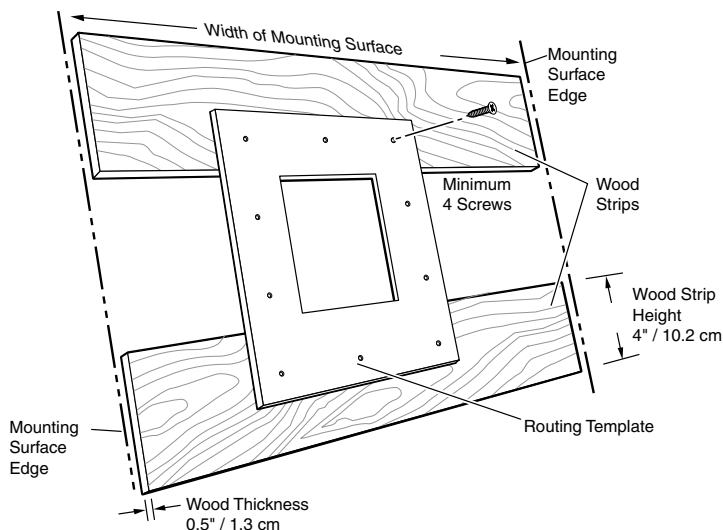 Width of Mounting Surface
Mounting
Surface
Edge
Minimum
4 Screws
Wood
Strips
Wood Strip
Height
4" / 10.2 cm
Routing Template
Mounting
Surface
Edge
Wood Thickness
0.5" / 1.3 cm